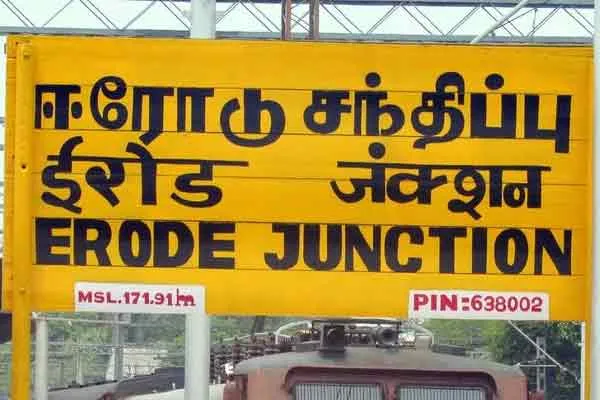 ஈரோடு சந்திப்பு
ईरोड जंक्शन
ERODE JUNCTION
MSL.171.91m
PIN:638002